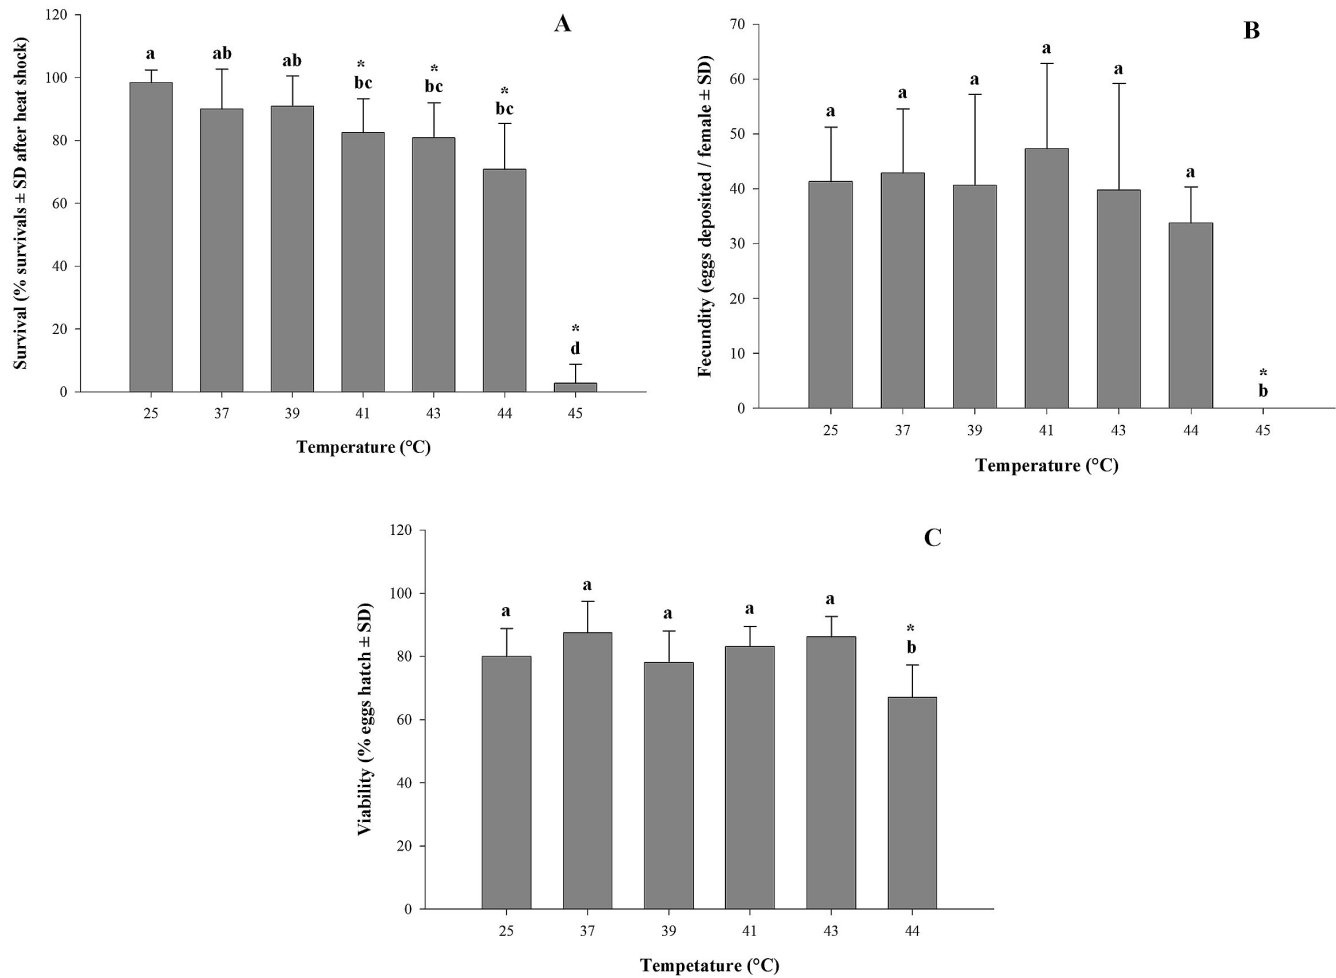 A
Survival (% survivals ± SD after heat shock)
120
100
80
60
40
20
0
a
ab
ab
*
bc
*
bc
*
bc
*
d
25 37 39 41 43 44 45
Temperature (°C)
B
Fecundity (eggs deposited / female ± SD)
70
60
50
40
30
20
10
0
a
a
a
a
a
a
*
b
25 37 39 41 43 44 45
Temperature (°C)
C
Viability (% eggs hatch ± SD)
120
100
80
60
40
20
0
a
a
a
a
a
*
b
25 37 39 41 43 44
Tempetature (°C)